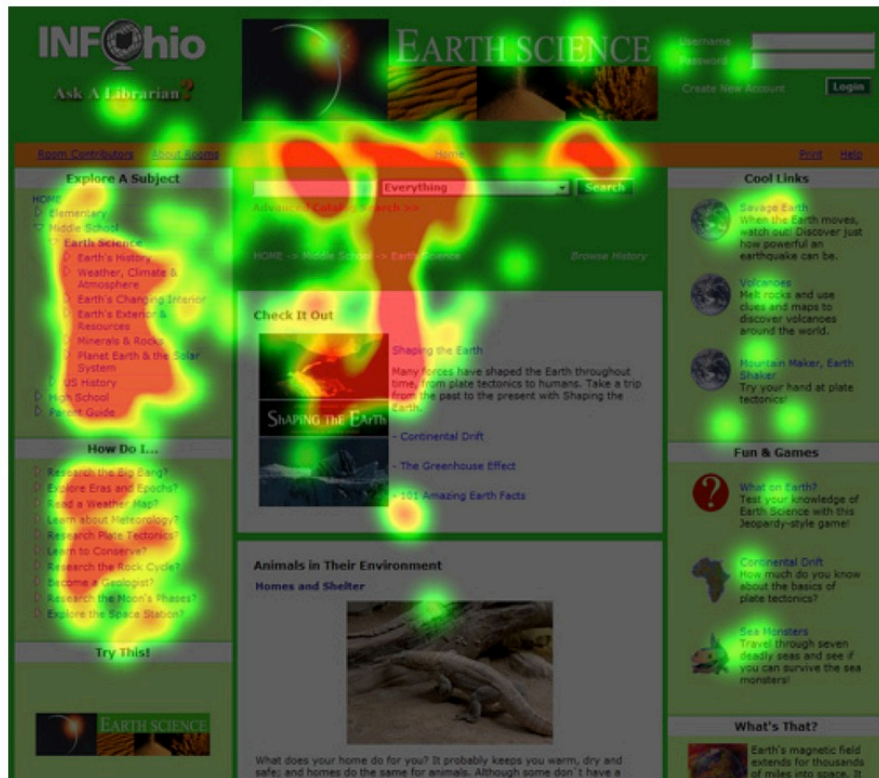 INFOhio
Ask A Librarian?
EARTH SCIENCE
Username
Password
Create New Account
Login
Room Contributors
About Rooms
Home
Print
Help
Explore A Subject
HOME
Elementary
Middle School
Earth Science
Earth's History
Weather, Climate &
Atmosphere
Earth's Changing Interior
Earth's Exterior &
Resources
Minerals & Rocks
Planet Earth & the Solar
System
US History
High School
Parent Guide
How Do I...
Research the Big Bang?
Explore Eras and Epochs?
Read a Weather Map?
Learn about Meteorology?
Research Plate Tectonics?
Learn to Conserve?
Research the Rock Cycle?
Become a Geologist?
Research the Moon's Phases?
Explore the Space Station?
Try This!
EARTH SCIENCE
Everything
Search
Advanced Catalog Search >>
HOME -> Middle School -> Earth Science
Browse History
Check It Out
SHAPING THE EARTH
Shaping the Earth
Many forces have shaped the Earth throughout
time, from plate tectonics to humans. Take a trip
from the past to the present with Shaping the
Earth.
- Continental Drift
- The Greenhouse Effect
- 101 Amazing Earth Facts
Animals in Their Environment
Homes and Shelter
What does your home do for you? It probably keeps you warm, dry and
safe; and homes do the same for animals. Although some don't have a
Cool Links
Savage Earth
When the Earth moves,
watch out! Discover just
how powerful an
earthquake can be.
Volcanoes
Melt rocks and use
clues and maps to
discover volcanoes
around the world.
Mountain Maker, Earth
Shaker
Try your hand at plate
tectonics!
Fun & Games
What on Earth?
Test your knowledge of
Earth Science with this
Jeopardy-style game!
Continental Drift
How much do you know
about the basics of
plate tectonics?
Sea Monsters
Travel through seven
deadly seas and see if
you can survive the sea
monsters!
What's That?
Earth's magnetic field
extends for thousands
of miles into space. It